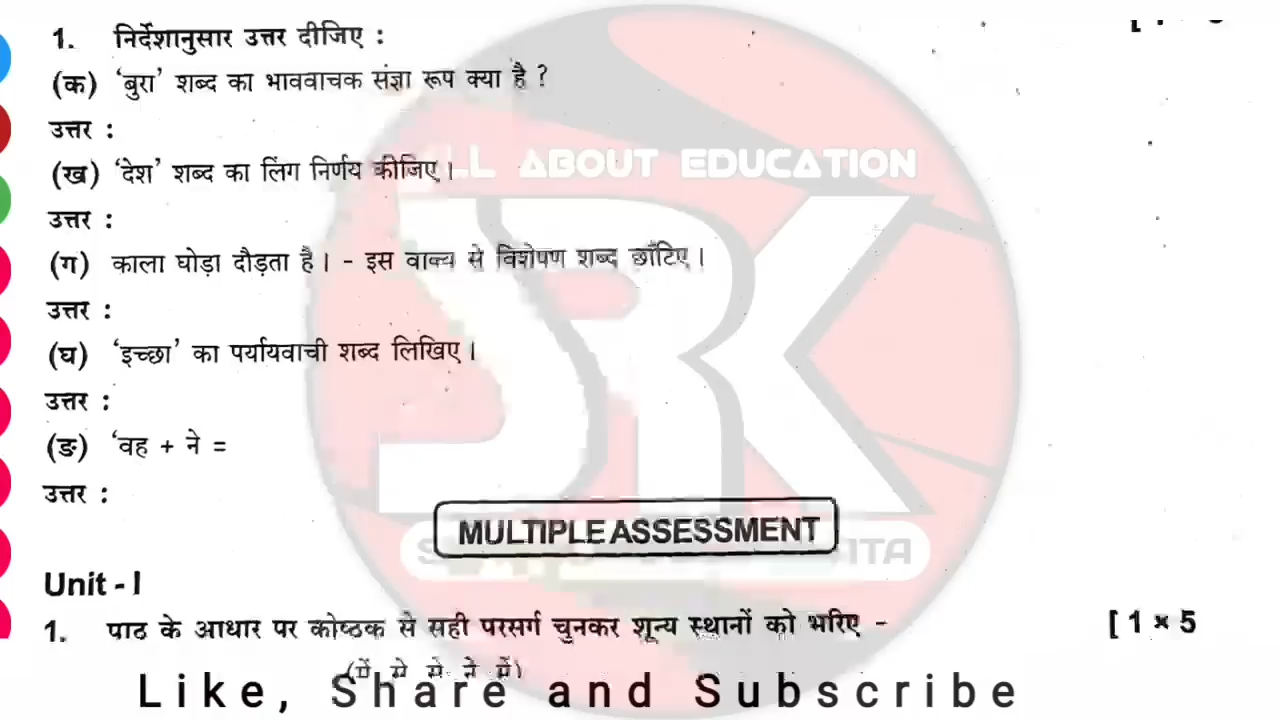 1. निर्देशानुसार उत्तर दीजिए :
(क) ‘बुरा’ शब्द का भाववाचक संज्ञा रूप क्या है ?
उत्तर :
(ख) ‘देश’ शब्द का लिंग निर्णय कीजिए।
ALL ABOUT EDUCATION
उत्तर :
(ग) काला घोड़ा दौड़ता है। - इस वाक्य से विशेषण शब्द छाँटिए।
उत्तर :
(घ) ‘इच्छा’ का पर्यायवाची शब्द लिखिए।
SRK
उत्तर :
(ङ) ‘वह + ने =
उत्तर :
MULTIPLE ASSESSMENT
Unit - I
1. पाठ के आधार पर कोष्ठक से सही परसर्ग चुनकर शून्य स्थानों को भरिए - [ 1 × 5
Like, Share and Subscribe